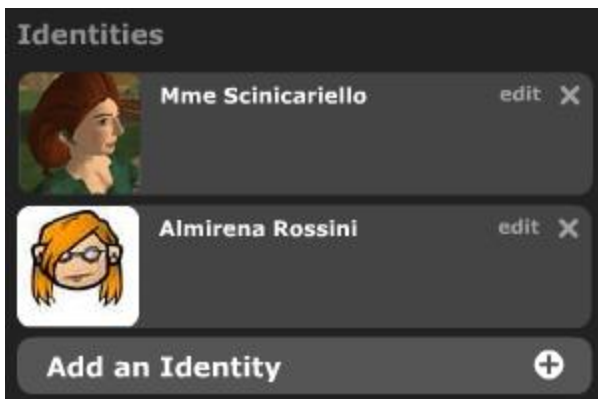 Identities
Mme Scinicariello edit
Almirena Rossini edit
Add an Identity